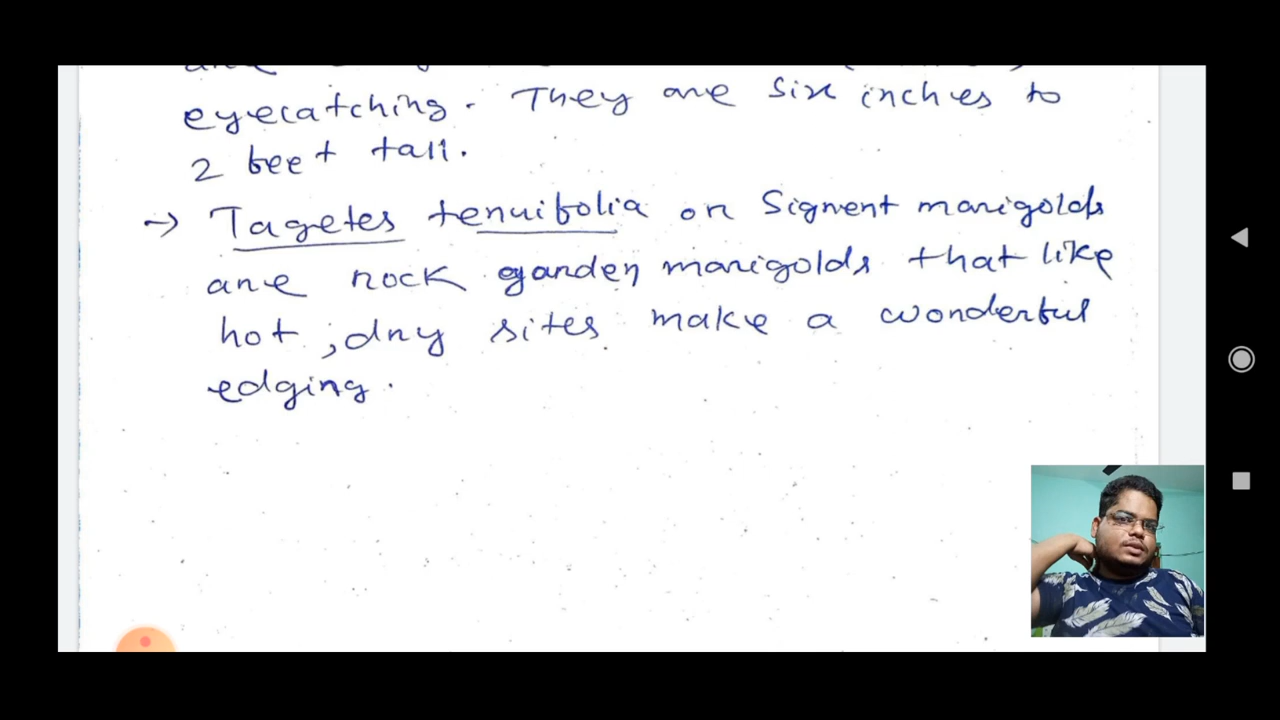 eyecatching. They are six inches to
2 feet tall.
→ Tagetes tenuifolia or Signent marigolds
are rock garden marigolds that like
hot, dry sites make a wonderful
edging.